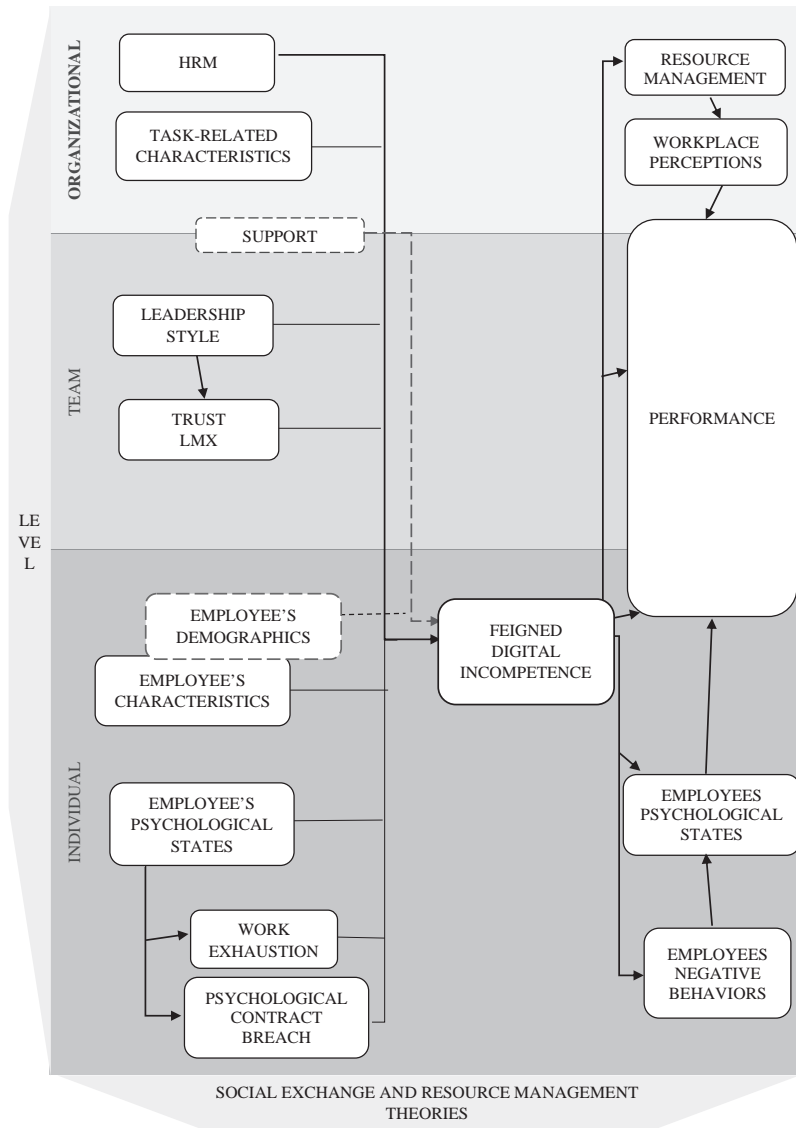 ORGANIZATIONAL
HRM
TASK-RELATED
CHARACTERISTICS
SUPPORT
RESOURCE
MANAGEMENT
WORKPLACE
PERCEPTIONS
TEAM
LEADERSHIP
STYLE
TRUST
LMX
PERFORMANCE
LE
VE
L
INDIVIDUAL
EMPLOYEE’S
DEMOGRAPHICS
EMPLOYEE’S
CHARACTERISTICS
FEIGNED
DIGITAL
INCOMPETENCE
EMPLOYEE’S
PSYCHOLOGICAL
STATES
WORK
EXHAUSTION
PSYCHOLOGICAL
CONTRACT
BREACH
EMPLOYEES
PSYCHOLOGICAL
STATES
EMPLOYEES
NEGATIVE
BEHAVIORS
SOCIAL EXCHANGE AND RESOURCE MANAGEMENT
THEORIES